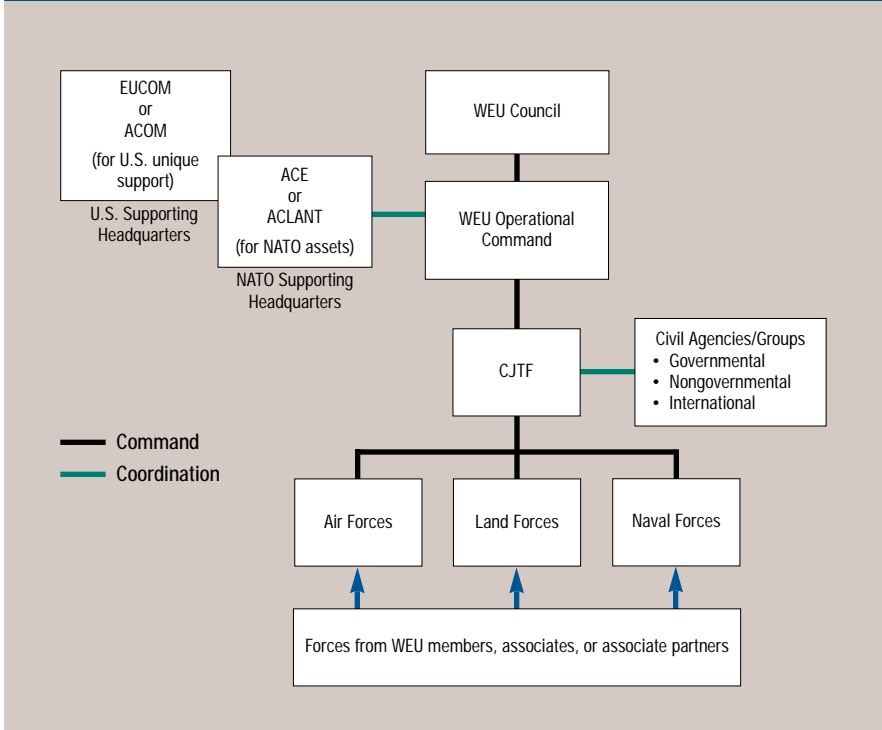 EUCOM
or
ACOM
(for U.S. unique
support)
U.S. Supporting
Headquarters
ACE
or
ACLANT
(for NATO assets)
NATO Supporting
Headquarters
WEU Council
WEU Operational
Command
CJTF
Civil Agencies/Groups
• Governmental
• Nongovernmental
• International
Command
Coordination
Air Forces
Land Forces
Naval Forces
Forces from WEU members, associates, or associate partners